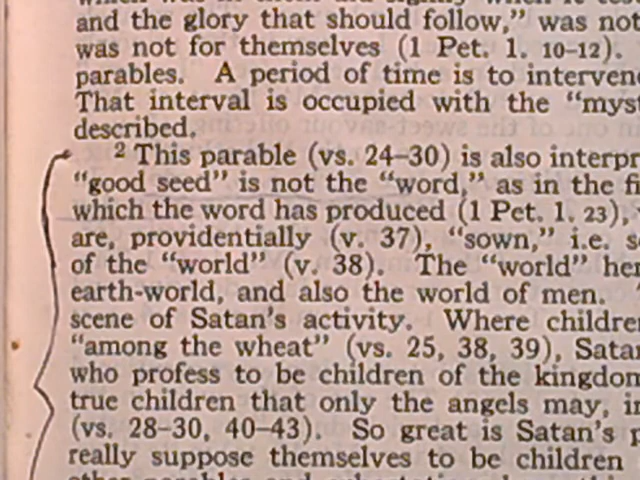 and the glory that should follow," was not
was not for themselves (1 Pet. 1. 10–12).
parables. A period of time is to interven
That interval is occupied with the "mys
described.
2 This parable (vs. 24–30) is also interpr
"good seed" is not the "word," as in the fi
which the word has produced (1 Pet. 1. 23),
are, providentially (v. 37), "sown," i.e. s
of the "world" (v. 38). The "world" her
earth-world, and also the world of men.
scene of Satan's activity. Where childre
"among the wheat" (vs. 25, 38, 39), Sata
who profess to be children of the kingdom
true children that only the angels may, i
(vs. 28–30, 40–43). So great is Satan's p
really suppose themselves to be children